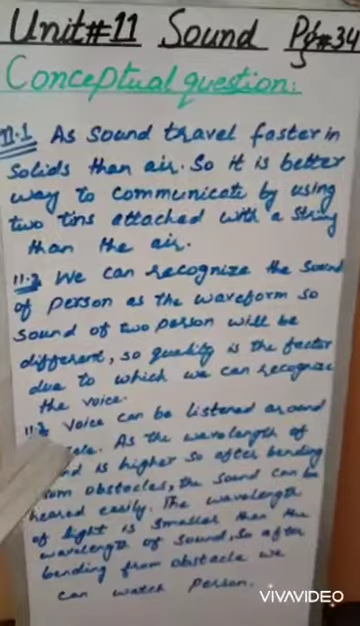 Unit#11 Sound Pg#34
Conceptual question:
11.1 As sound travel faster in
solids than air. So it is better
way to communicate by using
two tins attached with a string
than the air.
11.2 We can recognize the sound
of person as the waveform so
sound of two person will be
different, so quality is the factor
due to which we can recognize
the voice.
Voice can be listened around
As the wavelength of
is higher so after bending
obstacles, the sound can be
heared easily. The wavelength
of light is smaller than the
wavelength of sound, so after
bending from obstacle we
can watch person.
VIVAVIDEO